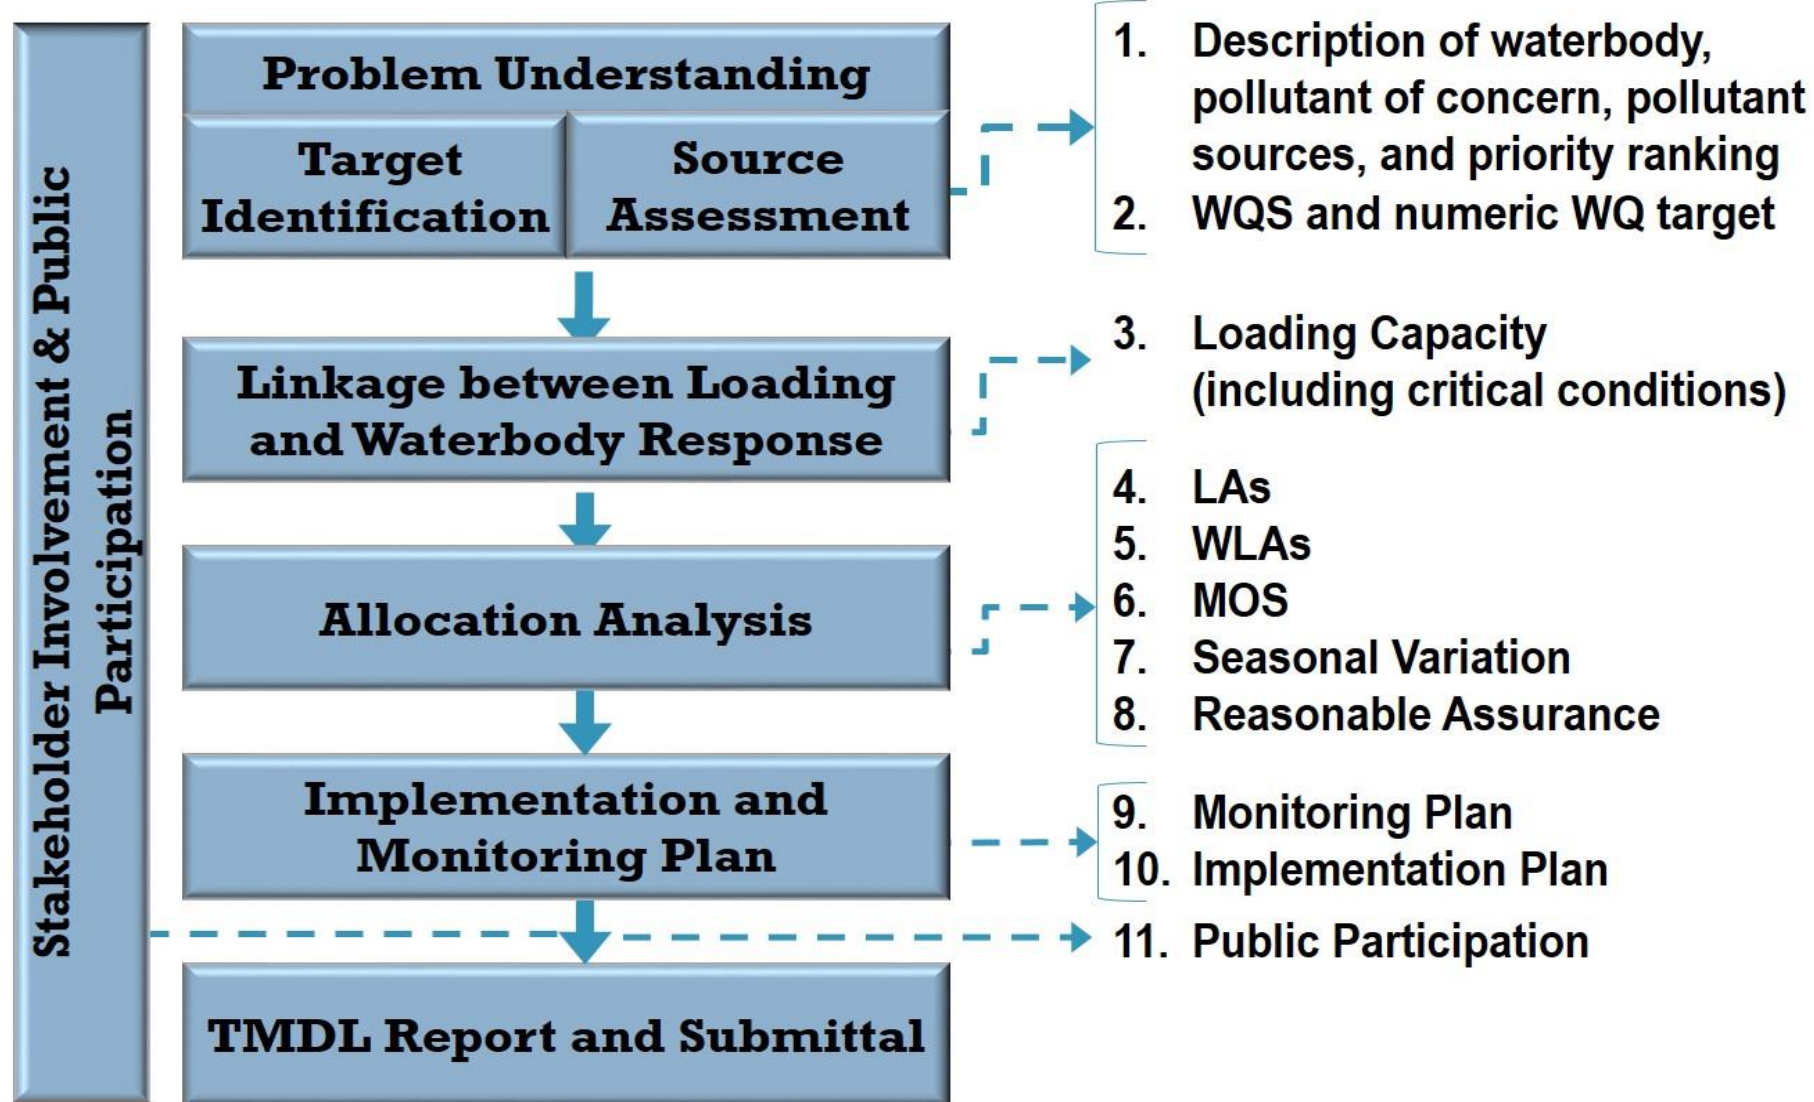 Stakeholder Involvement & Public
Participation
Problem Understanding
Target
Identification
Source
Assessment
Linkage between Loading
and Waterbody Response
Allocation Analysis
Implementation and
Monitoring Plan
TMDL Report and Submittal
1. Description of waterbody,
pollutant of concern, pollutant
sources, and priority ranking
2. WQS and numeric WQ target
3. Loading Capacity
(including critical conditions)
4. LAs
5. WLAs
6. MOS
7. Seasonal Variation
8. Reasonable Assurance
9. Monitoring Plan
10. Implementation Plan
11. Public Participation